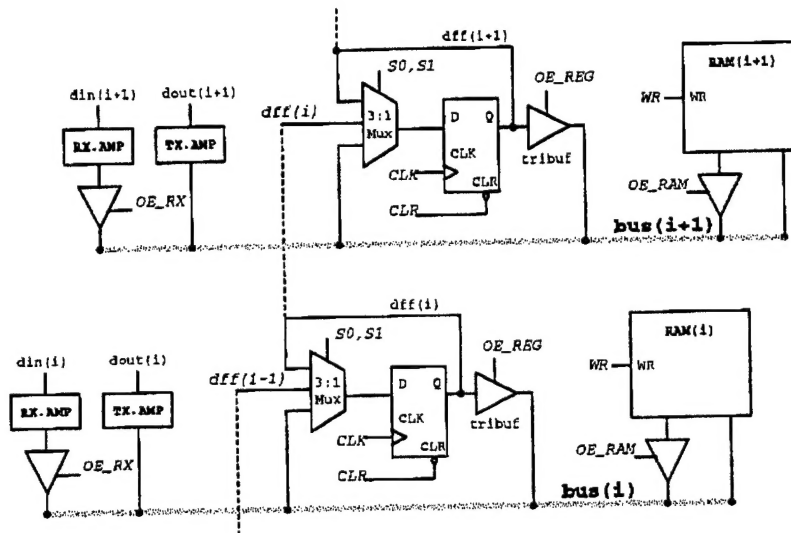 dff(i+1)
S0,S1
OE_REG
RAM(i+1)
din(i+1)
dout(i+1)
dff(i)
3:1
Mux
D
Q
WR
WR
RX.AMP
TX.AMP
CLK
tribuf
CLK
CLR
OE_RX
OE_RAM
CLR
bus(i+1)
dff(i)
S0,S1
OE_REG
RAM(i)
din(i)
dout(i)
dff(i-1)
3:1
Mux
D
Q
WR
WR
RX.AMP
TX.AMP
CLK
tribuf
CLK
CLR
OE_RX
OE_RAM
CLR
bus(i)